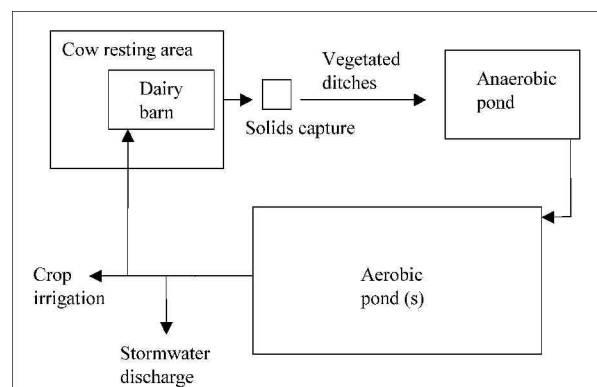 Cow resting area
Dairy
barn
Solids capture
Vegetated
ditches
Anaerobic
pond
Aerobic
pond (s)
Crop
irrigation
Stormwater
discharge